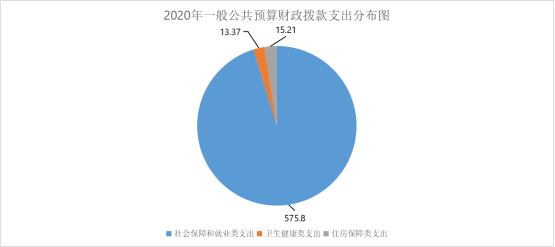 2020年一般公共预算财政拨款支出分布图
13.37
15.21
575.8
社会保障和就业类支出 卫生健康类支出 住房保障类支出